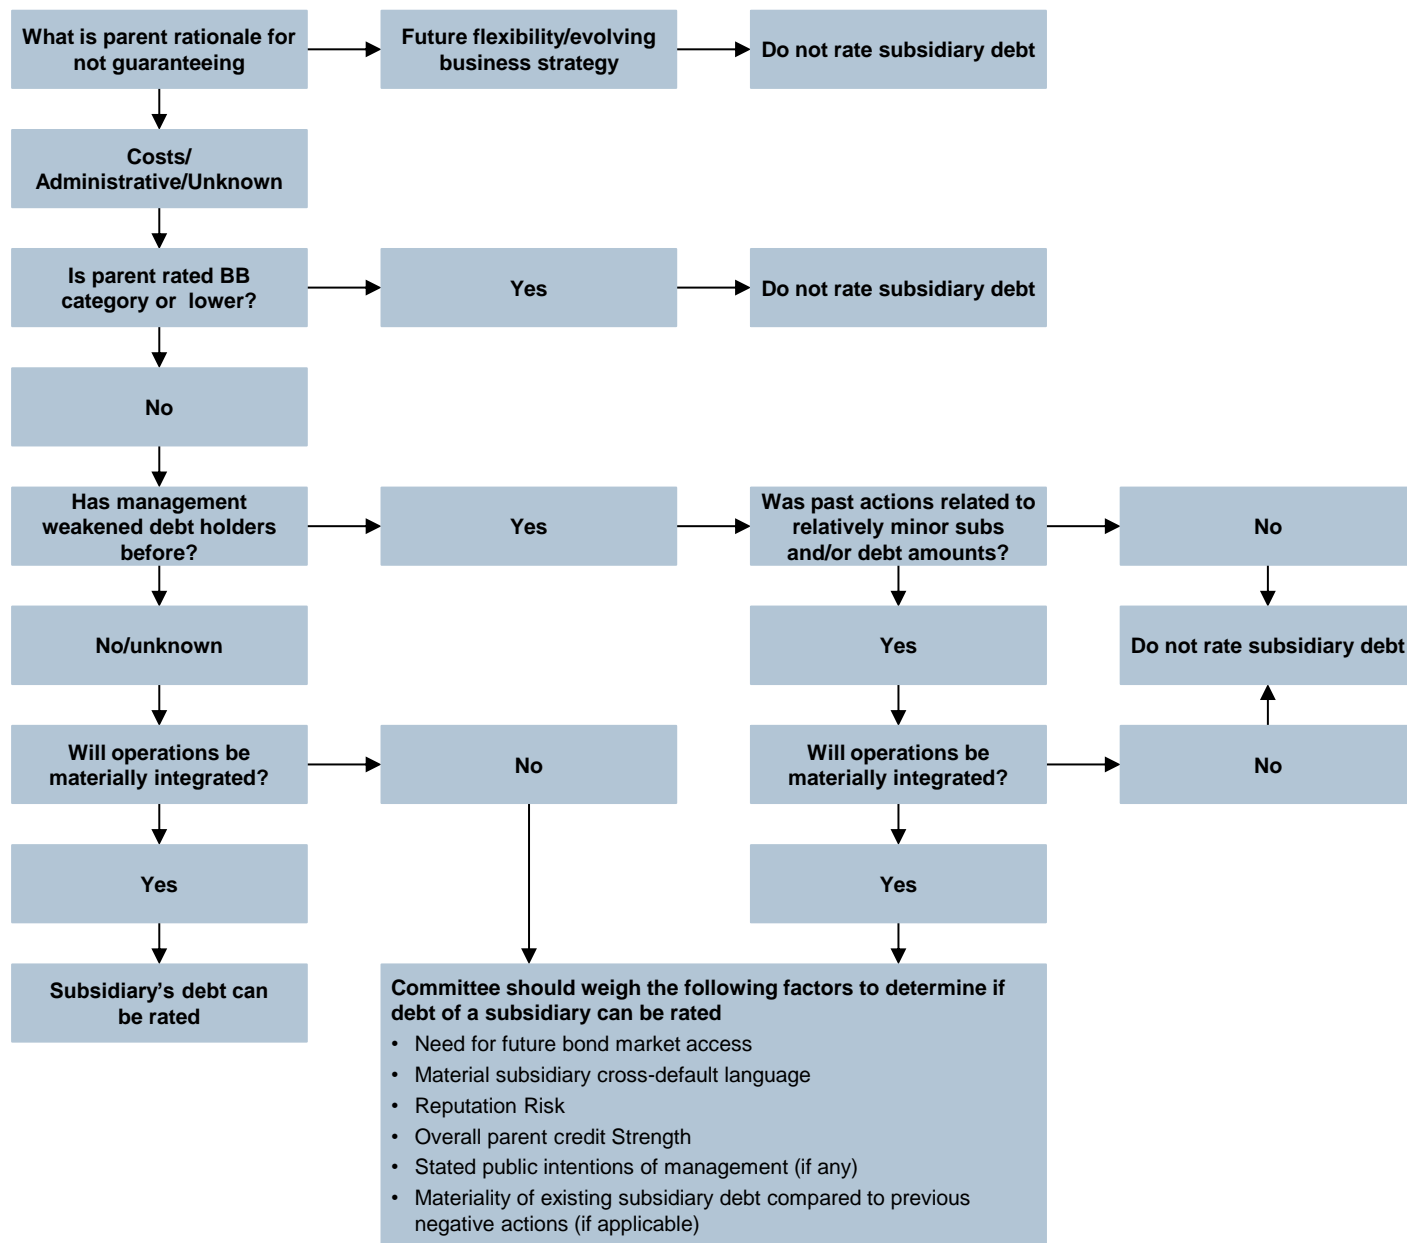 What is parent rationale for
not guaranteeing
Future flexibility/evolving
business strategy
Do not rate subsidiary debt
Costs/
Administrative/Unknown
Is parent rated BB
category or lower?
Yes
Do not rate subsidiary debt
No
Has management
weakened debt holders
before?
Yes
Was past actions related to
relatively minor subs
and/or debt amounts?
No
No/unknown
Yes
Do not rate subsidiary debt
Will operations be
materially integrated?
No
Will operations be
materially integrated?
No
Yes
Yes
Subsidiary's debt can
be rated
Committee should weigh the following factors to determine if
debt of a subsidiary can be rated
• Need for future bond market access
• Material subsidiary cross-default language
• Reputation Risk
• Overall parent credit Strength
• Stated public intentions of management (if any)
• Materiality of existing subsidiary debt compared to previous
negative actions (if applicable)